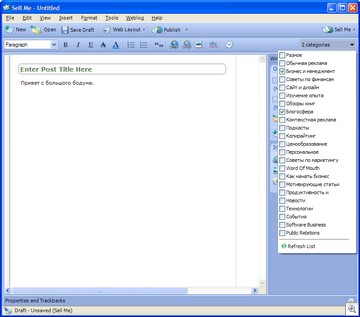 Sell Me - Untitled
File Edit View Insert Format Tools Weblog Help
New Open Save Draft Web Layout Publish
New Options
Paragraph B I U A 2 categories
Enter Post Title Here
Привет с большого бодуна.
Разное
Обычная реклама
Бизнес и менеджмент
Советы по финансам
Сайт и дизайн
Изучение опыта
Обзоры книг
Блогосфера
Контекстная реклама
Подкасты
Копирайтинг
Ценообразование
Персональное
Советы по маркетингу
Word Of Mouth
Как начать бизнес
Мотивирующие статьи
Продуктивность и
Новости
Технологии
События
Software Business
Public Relations
Refresh List
Properties and Trackbacks
Draft - Unsaved (Sell Me)